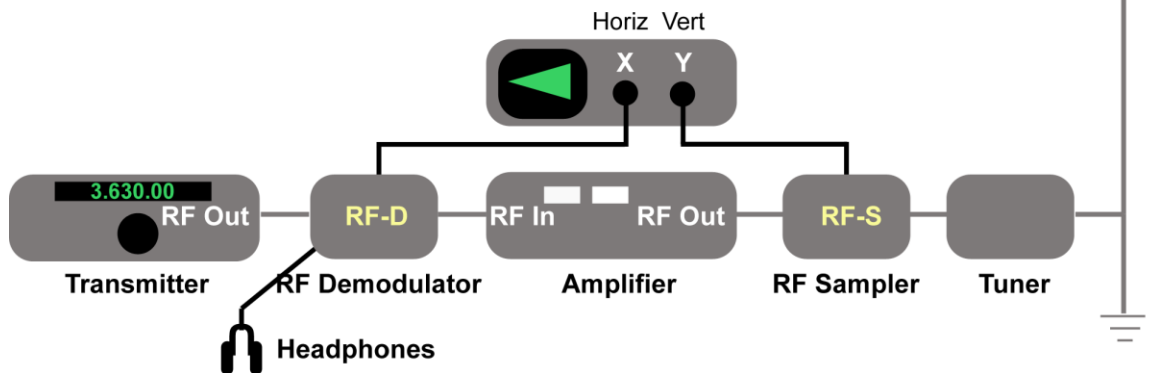 Horiz Vert
X Y
3.630.00
RF Out RF-D RF In RF Out RF-S
Transmitter RF Demodulator Amplifier RF Sampler Tuner
Headphones